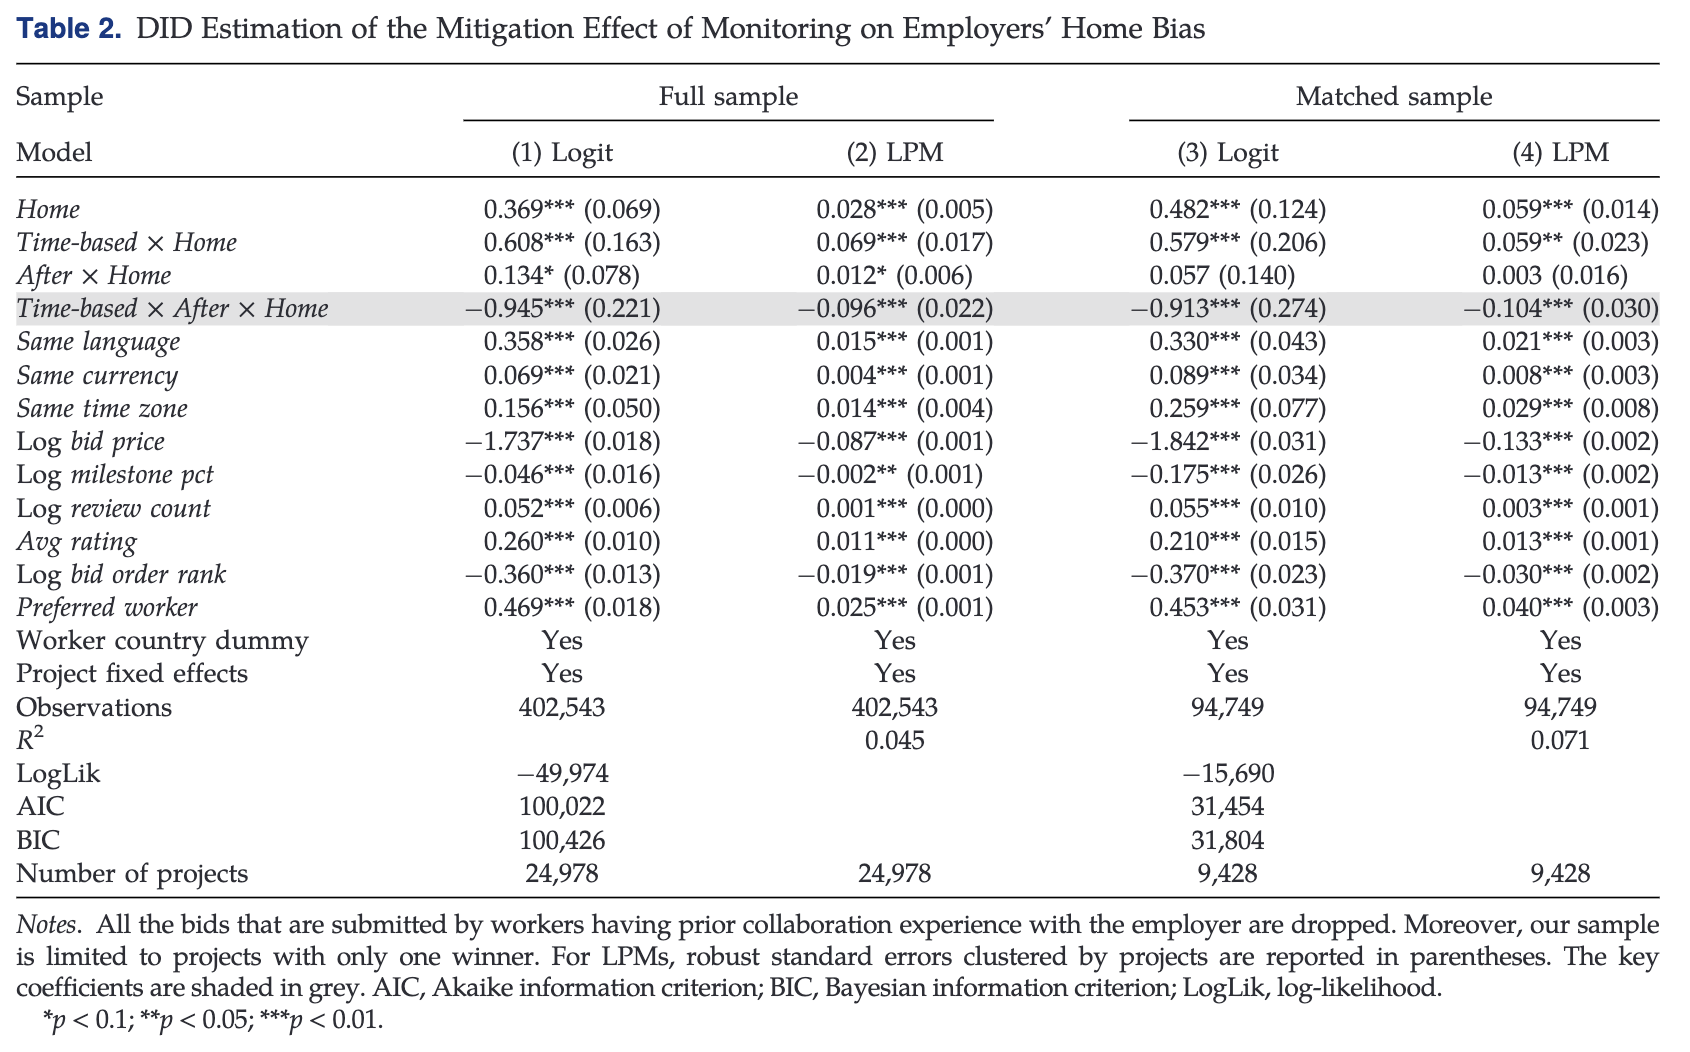 Table 2. DID Estimation of the Mitigation Effect of Monitoring on Employers' Home Bias
Sample Full sample Matched sample
Model (1) Logit (2) LPM (3) Logit (4) LPM
Home 0.369*** (0.069) 0.028*** (0.005) 0.482*** (0.124) 0.059*** (0.014)
Time-based × Home 0.608*** (0.163) 0.069*** (0.017) 0.579*** (0.206) 0.059** (0.023)
After × Home 0.134* (0.078) 0.012* (0.006) 0.057 (0.140) 0.003 (0.016)
Time-based × After × Home −0.945*** (0.221) −0.096*** (0.022) −0.913*** (0.274) −0.104*** (0.030)
Same language 0.358*** (0.026) 0.015*** (0.001) 0.330*** (0.043) 0.021*** (0.003)
Same currency 0.069*** (0.021) 0.004*** (0.001) 0.089*** (0.034) 0.008*** (0.003)
Same time zone 0.156*** (0.050) 0.014*** (0.004) 0.259*** (0.077) 0.029*** (0.008)
Log bid price −1.737*** (0.018) −0.087*** (0.001) −1.842*** (0.031) −0.133*** (0.002)
Log milestone pct −0.046*** (0.016) −0.002** (0.001) −0.175*** (0.026) −0.013*** (0.002)
Log review count 0.052*** (0.006) 0.001*** (0.000) 0.055*** (0.010) 0.003*** (0.001)
Avg rating 0.260*** (0.010) 0.011*** (0.000) 0.210*** (0.015) 0.013*** (0.001)
Log bid order rank −0.360*** (0.013) −0.019*** (0.001) −0.370*** (0.023) −0.030*** (0.002)
Preferred worker 0.469*** (0.018) 0.025*** (0.001) 0.453*** (0.031) 0.040*** (0.003)
Worker country dummy Yes Yes Yes Yes
Project fixed effects Yes Yes Yes Yes
Observations 402,543 402,543 94,749 94,749
R² 0.045 0.071
LogLik −49,974 −15,690
AIC 100,022 31,454
BIC 100,426 31,804
Number of projects 24,978 24,978 9,428 9,428
Notes. All the bids that are submitted by workers having prior collaboration experience with the employer are dropped. Moreover, our sample
is limited to projects with only one winner. For LPMs, robust standard errors clustered by projects are reported in parentheses. The key
coefficients are shaded in grey. AIC, Akaike information criterion; BIC, Bayesian information criterion; LogLik, log-likelihood.
*p < 0.1; **p < 0.05; ***p < 0.01.